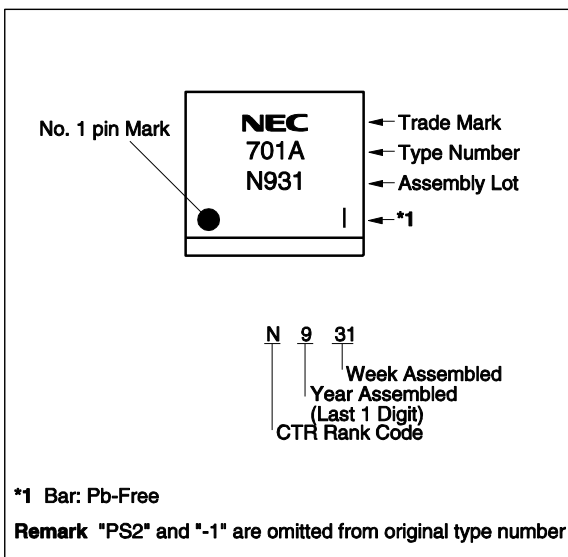 No. 1 pin Mark
NEC
701A
N931
Trade Mark
Type Number
Assembly Lot
*1
N 9 31
Week Assembled
Year Assembled
(Last 1 Digit)
CTR Rank Code
*1 Bar: Pb-Free
Remark "PS2" and "-1" are omitted from original type number